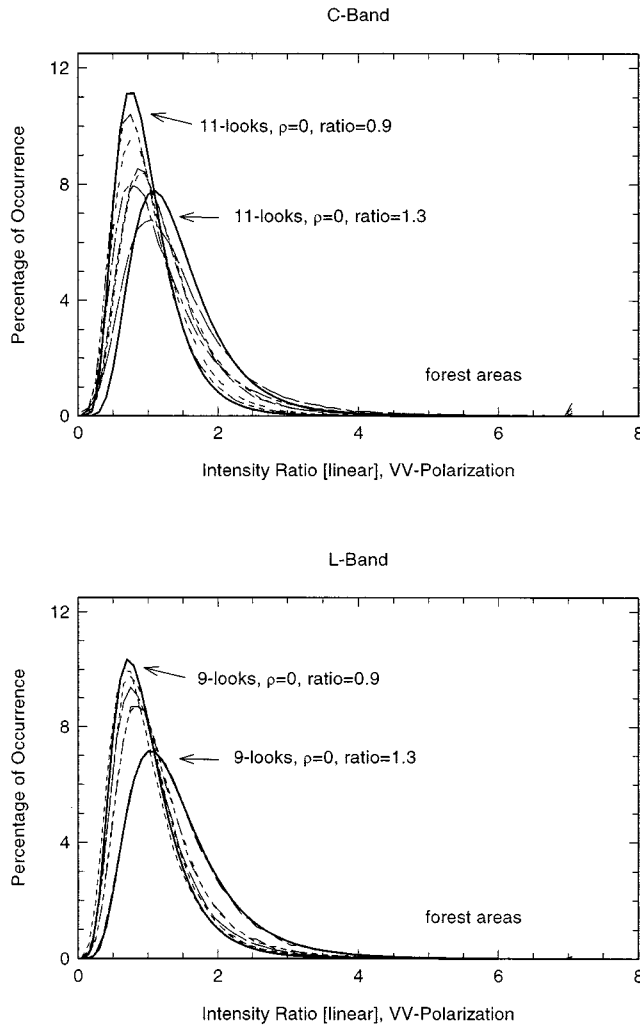 C-Band
12
11-looks, ρ=0, ratio=0.9
8
11-looks, ρ=0, ratio=1.3
Percentage of Occurrence
4
forest areas
0
0 2 4 6 8
Intensity Ratio [linear], VV-Polarization
L-Band
12
9-looks, ρ=0, ratio=0.9
8
9-looks, ρ=0, ratio=1.3
Percentage of Occurrence
4
forest areas
0
0 2 4 6 8
Intensity Ratio [linear], VV-Polarization